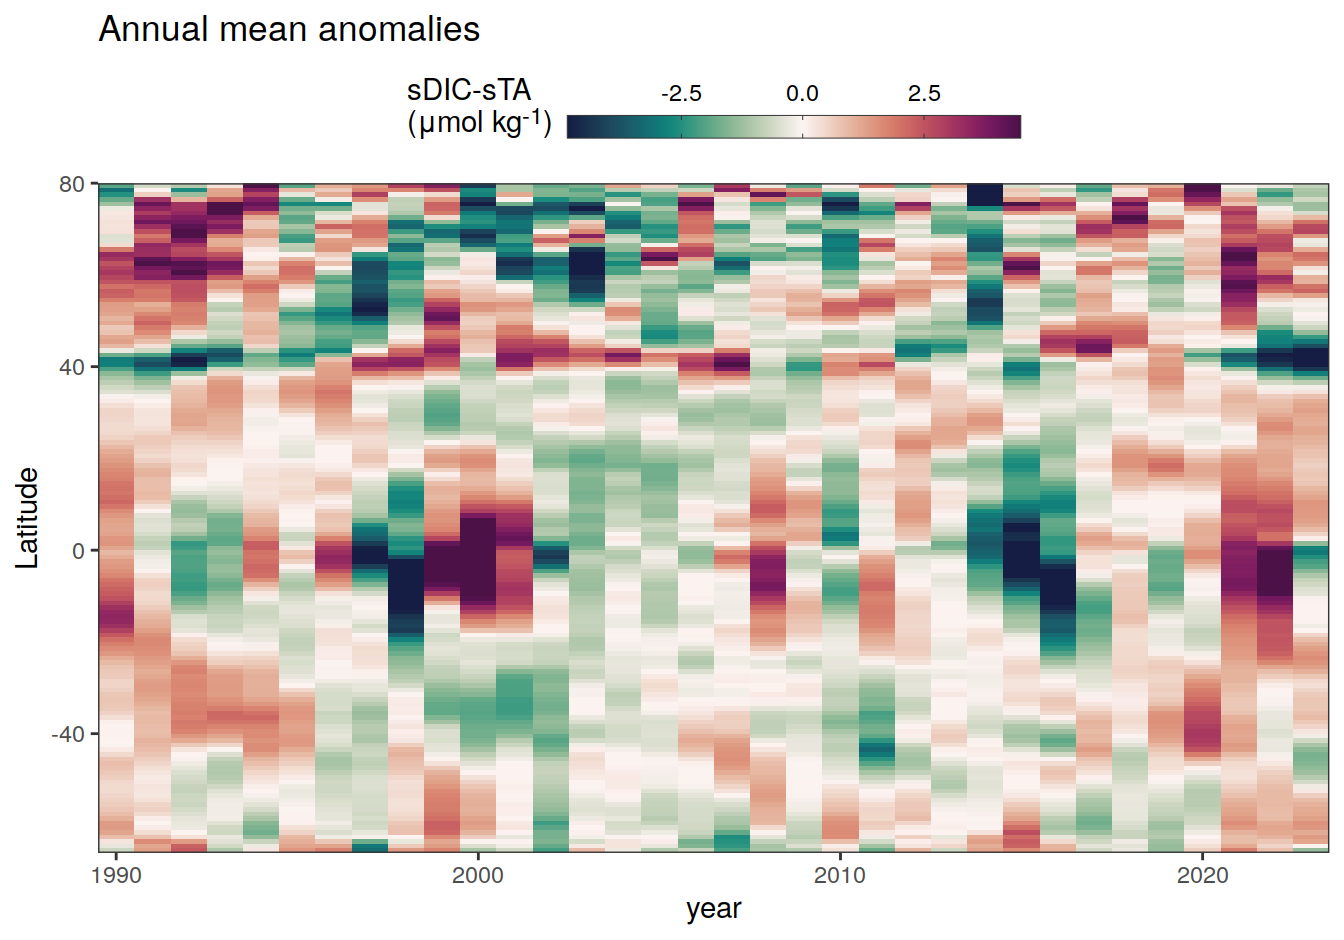 Annual mean anomalies
sDIC-sTA
(μmol kg⁻¹)
-2.5 0.0 2.5
80
40
0
-40
Latitude
1990 2000 2010 2020
year